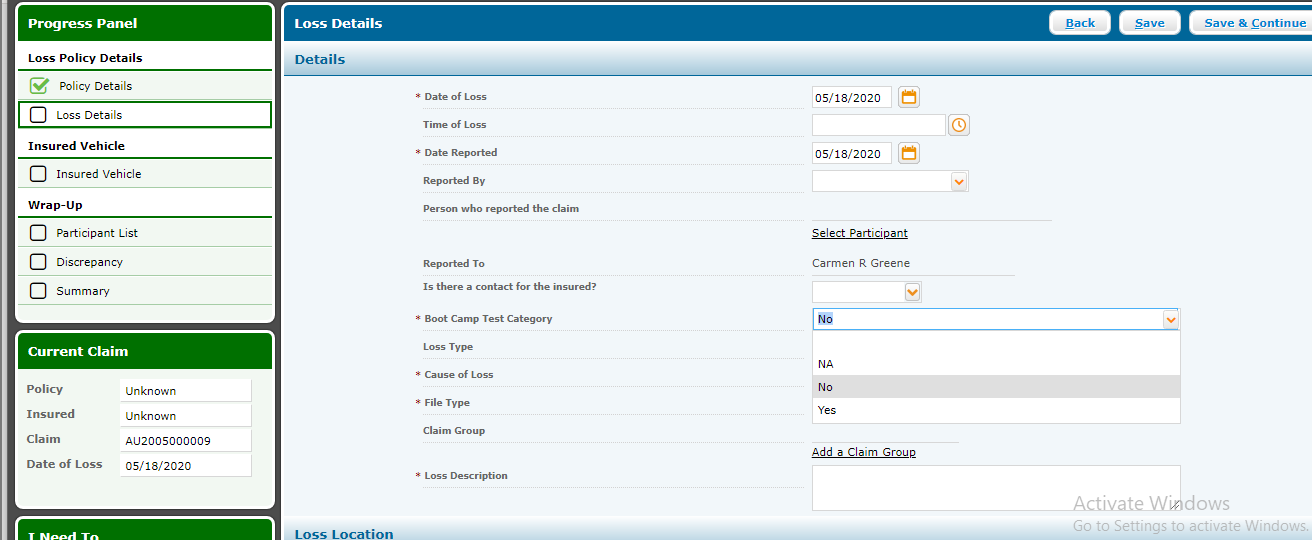 Progress Panel
Loss Policy Details
Policy Details
Loss Details
Insured Vehicle
Insured Vehicle
Wrap-Up
Participant List
Discrepancy
Summary
Current Claim
Policy Unknown
Insured Unknown
Claim AU2005000009
Date of Loss 05/18/2020
I Need To
Loss Details Back Save Save & Continue
Details
* Date of Loss 05/18/2020
Time of Loss
* Date Reported 05/18/2020
Reported By
Person who reported the claim
Select Participant
Reported To Carmen R Greene
Is there a contact for the insured?
* Boot Camp Test Category No
Loss Type
NA
* Cause of Loss
No
* File Type
Yes
Claim Group
Add a Claim Group
* Loss Description
Loss Location
Activate Windows
Go to Settings to activate Windows.